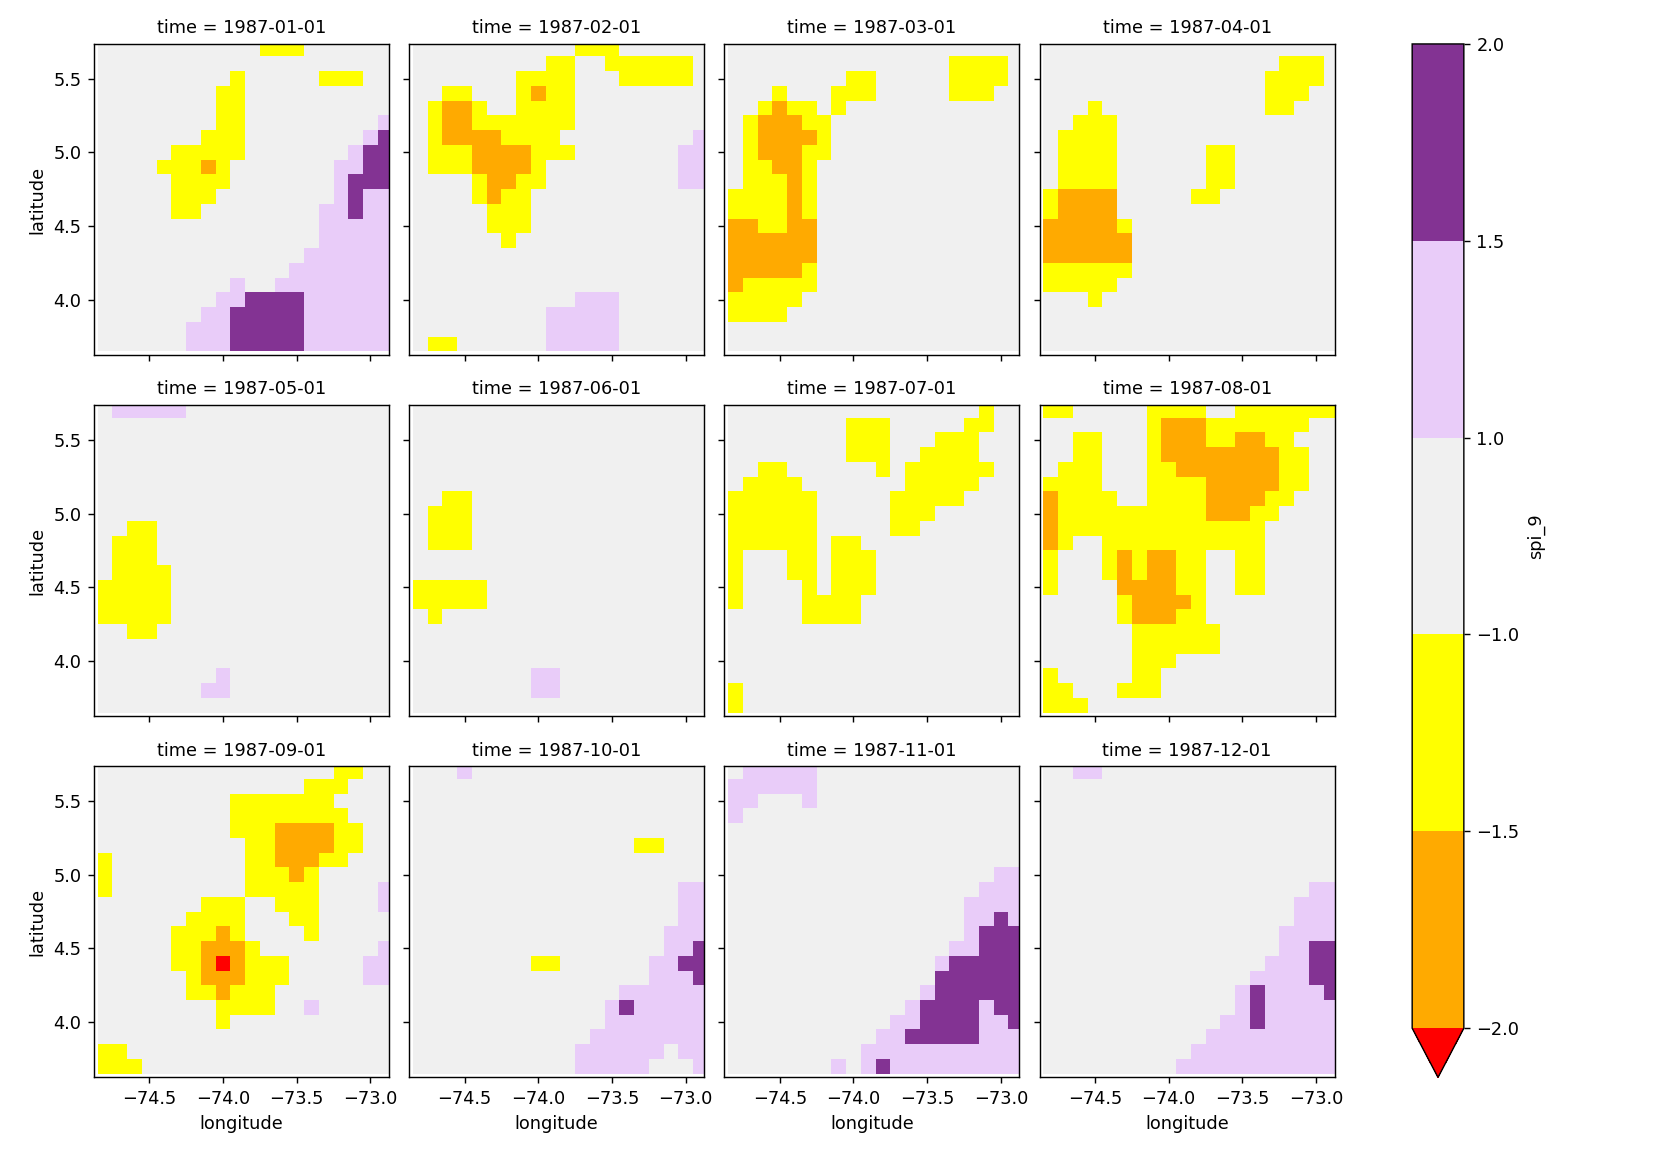 time = 1987-01-01
time = 1987-02-01
time = 1987-03-01
time = 1987-04-01
5.5
5.0
4.5
4.0
latitude
time = 1987-05-01
time = 1987-06-01
time = 1987-07-01
time = 1987-08-01
5.5
5.0
4.5
4.0
latitude
time = 1987-09-01
time = 1987-10-01
time = 1987-11-01
time = 1987-12-01
5.5
5.0
4.5
4.0
latitude
−74.5 −74.0 −73.5 −73.0
−74.5 −74.0 −73.5 −73.0
−74.5 −74.0 −73.5 −73.0
−74.5 −74.0 −73.5 −73.0
longitude
longitude
longitude
longitude
2.0
1.5
1.0
−1.0
−1.5
−2.0
spi_9